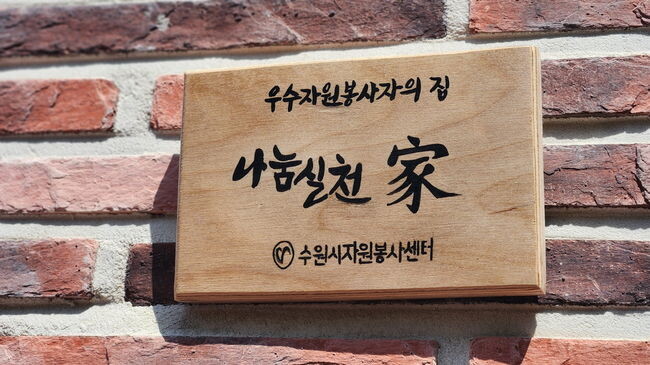 우수자원봉사자의 집
나눔실천 家
수원시자원봉사센터